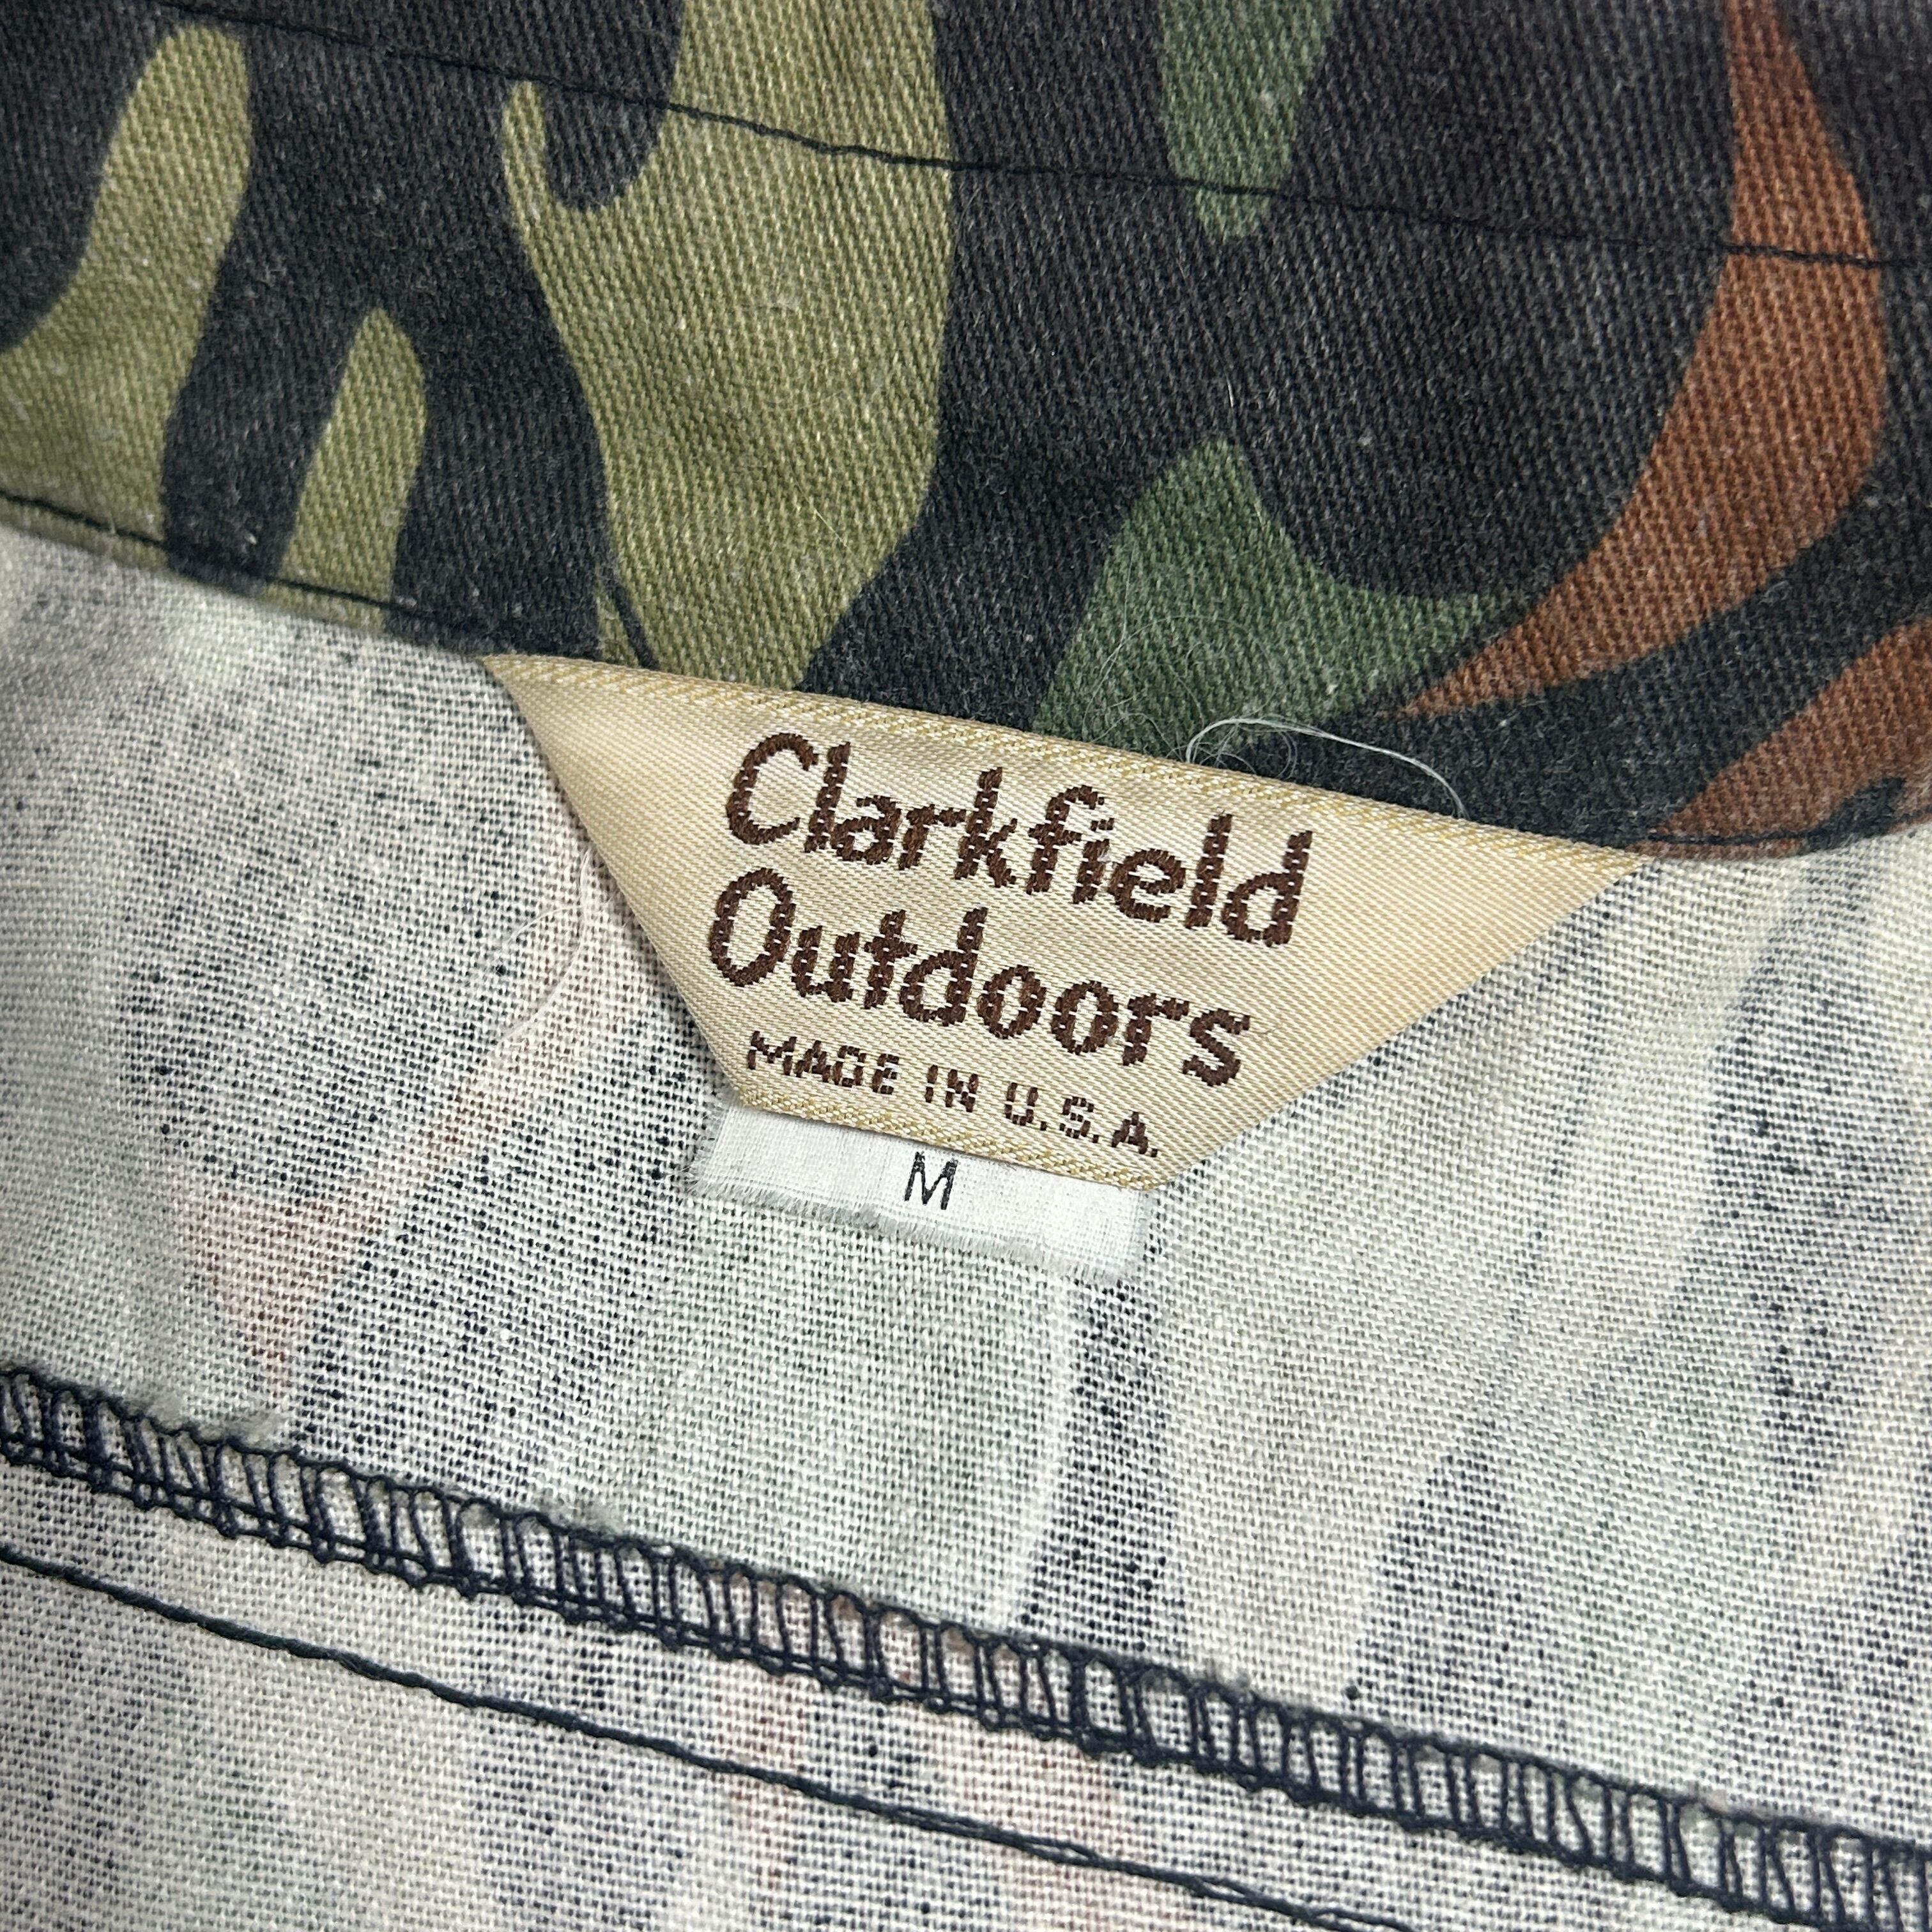 Clarkfield
Outdoors
MADE IN U.S.A.
M